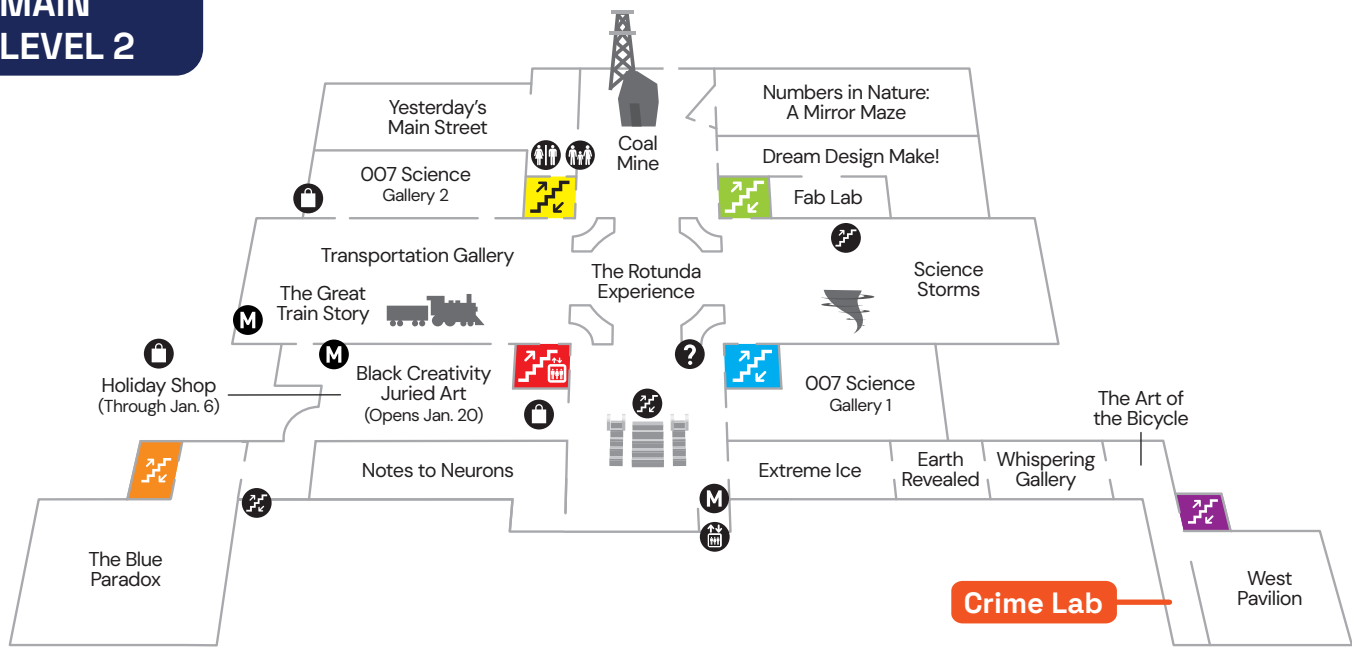 MAIN
LEVEL 2
Yesterday's
Main Street
Coal
Mine
Numbers in Nature:
A Mirror Maze
007 Science
Gallery 2
Dream Design Make!
Fab Lab
Transportation Gallery
The Rotunda
Experience
Science
Storms
The Great
Train Story
M
M
?
Holiday Shop
(Through Jan. 6)
Black Creativity
Juried Art
(Opens Jan. 20)
007 Science
Gallery 1
The Art of
the Bicycle
Notes to Neurons
Extreme Ice
Earth
Revealed
Whispering
Gallery
M
The Blue
Paradox
Crime Lab
West
Pavilion